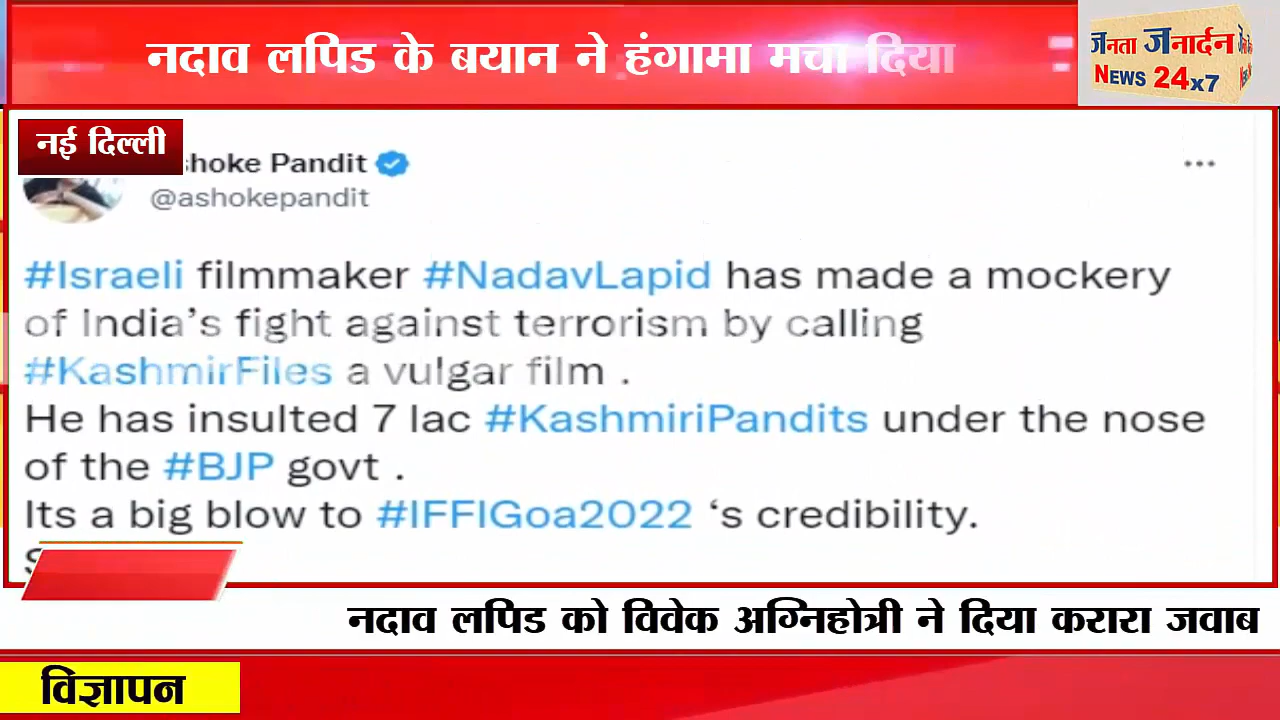 नदाव लपिड के बयान ने हंगामा मचा दिया
जनता जनार्दन
NEWS 24x7
नई दिल्ली
shoke Pandit
@ashokepandit
#Israeli filmmaker #NadavLapid has made a mockery
of India’s fight against terrorism by calling
#KashmirFiles a vulgar film .
He has insulted 7 lac #KashmiriPandits under the nose
of the #BJP govt .
Its a big blow to #IFFIGoa2022 ‘s credibility.
नदाव लपिड को विवेक अग्निहोत्री ने दिया करारा जवाब
विज्ञापन